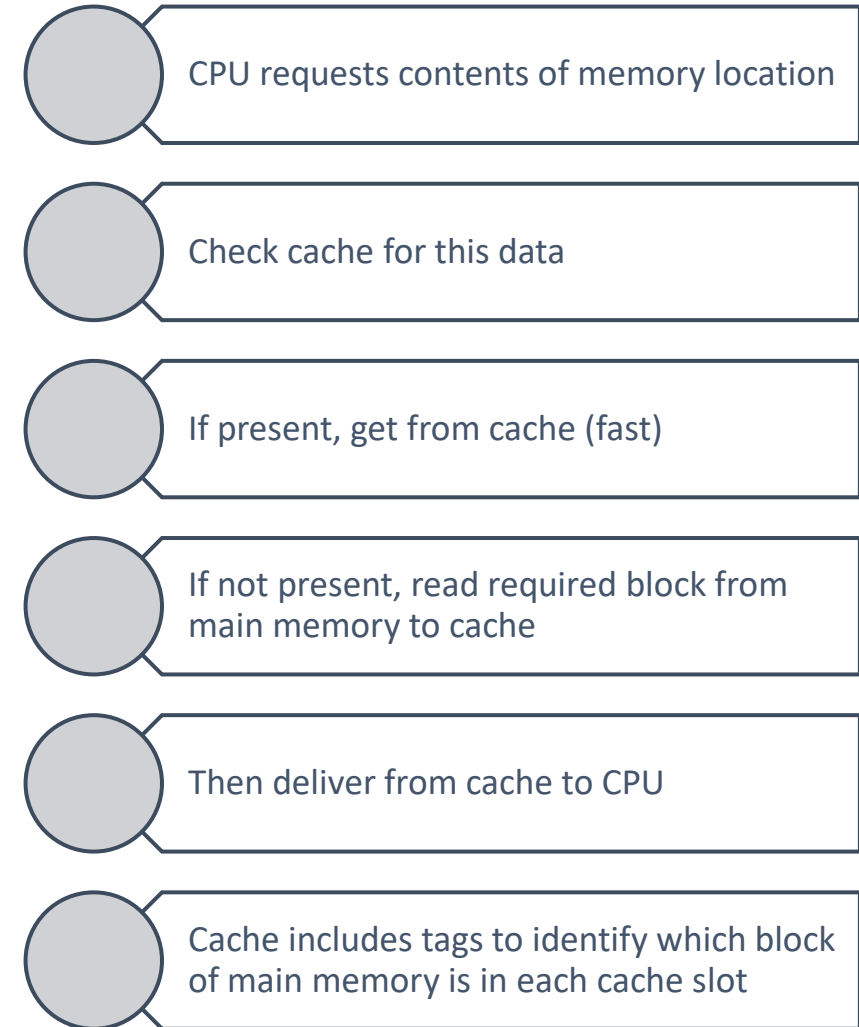 CPU requests contents of memory location
Check cache for this data
If present, get from cache (fast)
If not present, read required block from
main memory to cache
Then deliver from cache to CPU
Cache includes tags to identify which block
of main memory is in each cache slot